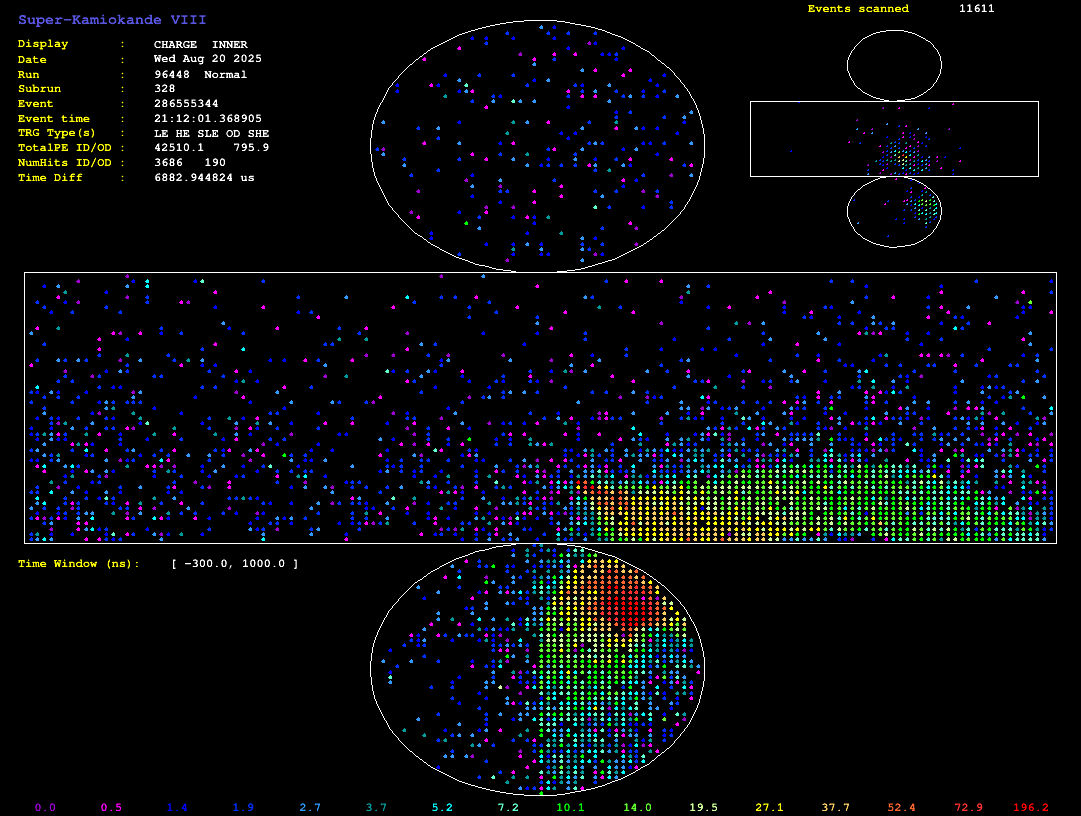 Super-Kamiokande VIII
Events scanned 11611
Display : CHARGE INNER
Date : Wed Aug 20 2025
Run : 96448 Normal
Subrun : 328
Event : 286555344
Event time : 21:12:01.368905
TRG Type(s) : LE HE SLE OD SHE
TotalPE ID/OD : 42510.1 795.9
NumHits ID/OD : 3686 190
Time Diff : 6882.944824 us
Time Window (ns): [ -300.0, 1000.0 ]
0.0 0.5 1.4 1.9 2.7 3.7 5.2 7.2 10.1 14.0 19.5 27.1 37.7 52.4 72.9 196.2